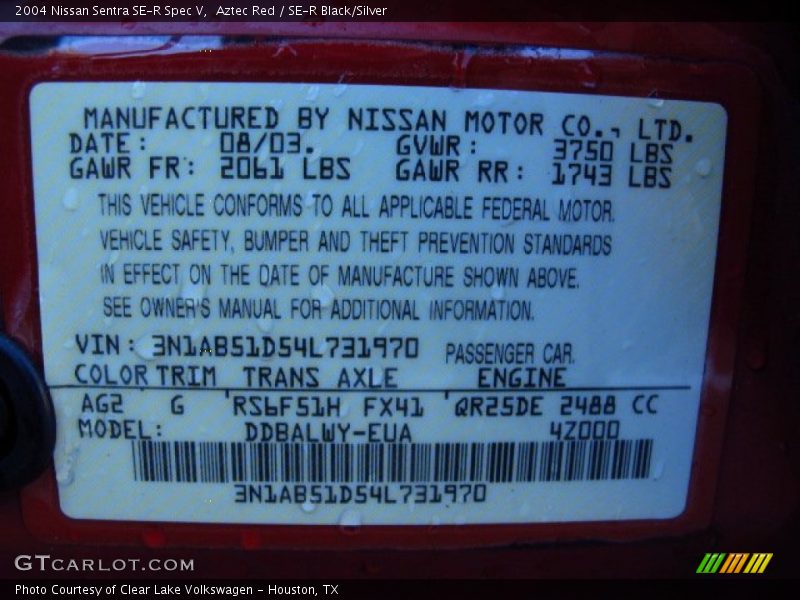 2004 Nissan Sentra SE-R Spec V, Aztec Red / SE-R Black/Silver
MANUFACTURED BY NISSAN MOTOR CO., LTD.
DATE: 08/03. GVWR: 3750 LBS
GAWR FR: 2061 LBS GAWR RR: 1743 LBS
THIS VEHICLE CONFORMS TO ALL APPLICABLE FEDERAL MOTOR.
VEHICLE SAFETY, BUMPER AND THEFT PREVENTION STANDARDS
IN EFFECT ON THE DATE OF MANUFACTURE SHOWN ABOVE.
SEE OWNER'S MANUAL FOR ADDITIONAL INFORMATION.
VIN: 3N1AB51D54L731970 PASSENGER CAR.
COLOR TRIM TRANS AXLE ENGINE
AG2 G 'RS6F51H FX41 'QR25DE 2488 CC
MODEL: DDBALWY-EUA 4Z000
3N1AB51D54L731970
GTCARLOT.COM
Photo Courtesy of Clear Lake Volkswagen - Houston, TX